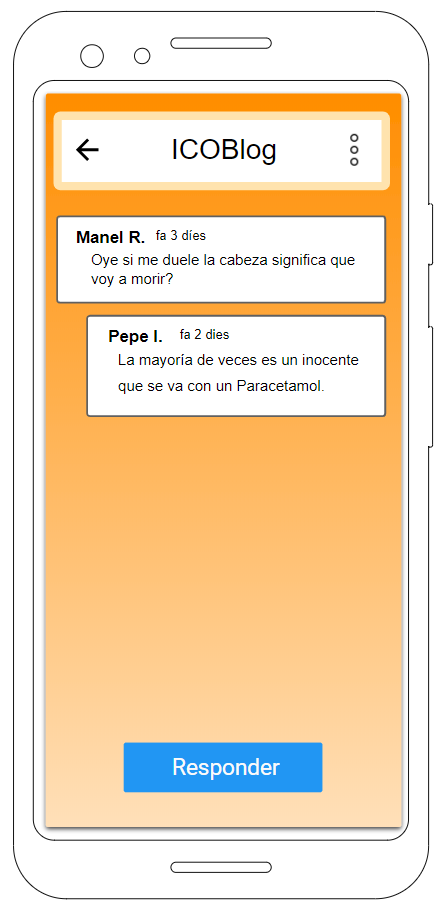 ICOBlog
Manel R. fa 3 díes
Oye si me duele la cabeza significa que
voy a morir?
Pepe I. fa 2 dies
La mayoría de veces es un inocente
que se va con un Paracetamol.
Responder